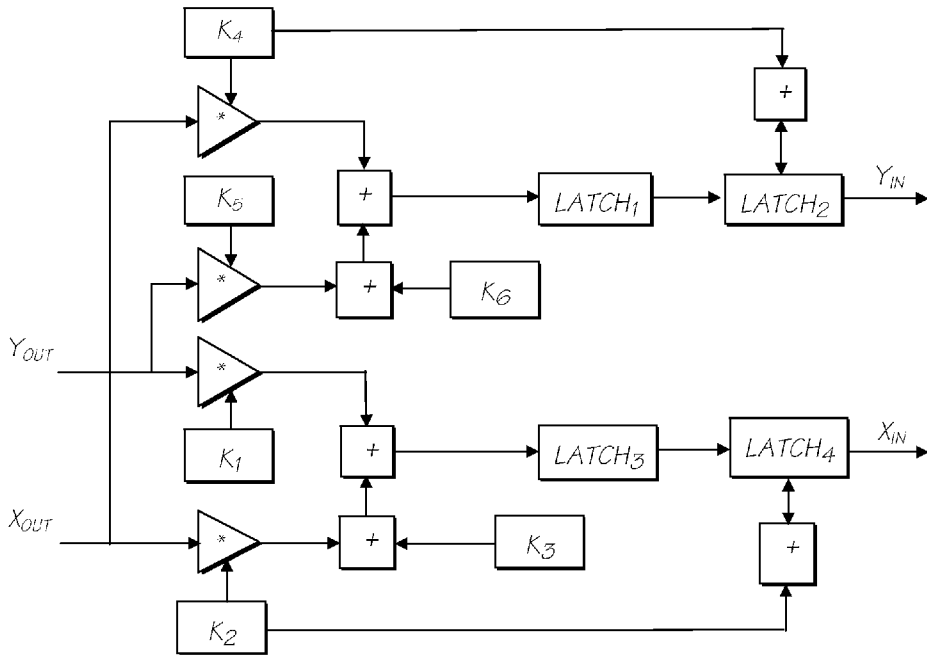 K4
+
*
K5
+
LATCH1
LATCH2
YIN
*
+
K6
YOUT
*
K1
+
LATCH3
LATCH4
XIN
XOUT
*
+
K3
+
K2